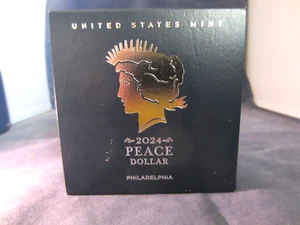 UNITED STATES MINT
2024
PEACE
DOLLAR
PHILADELPHIA